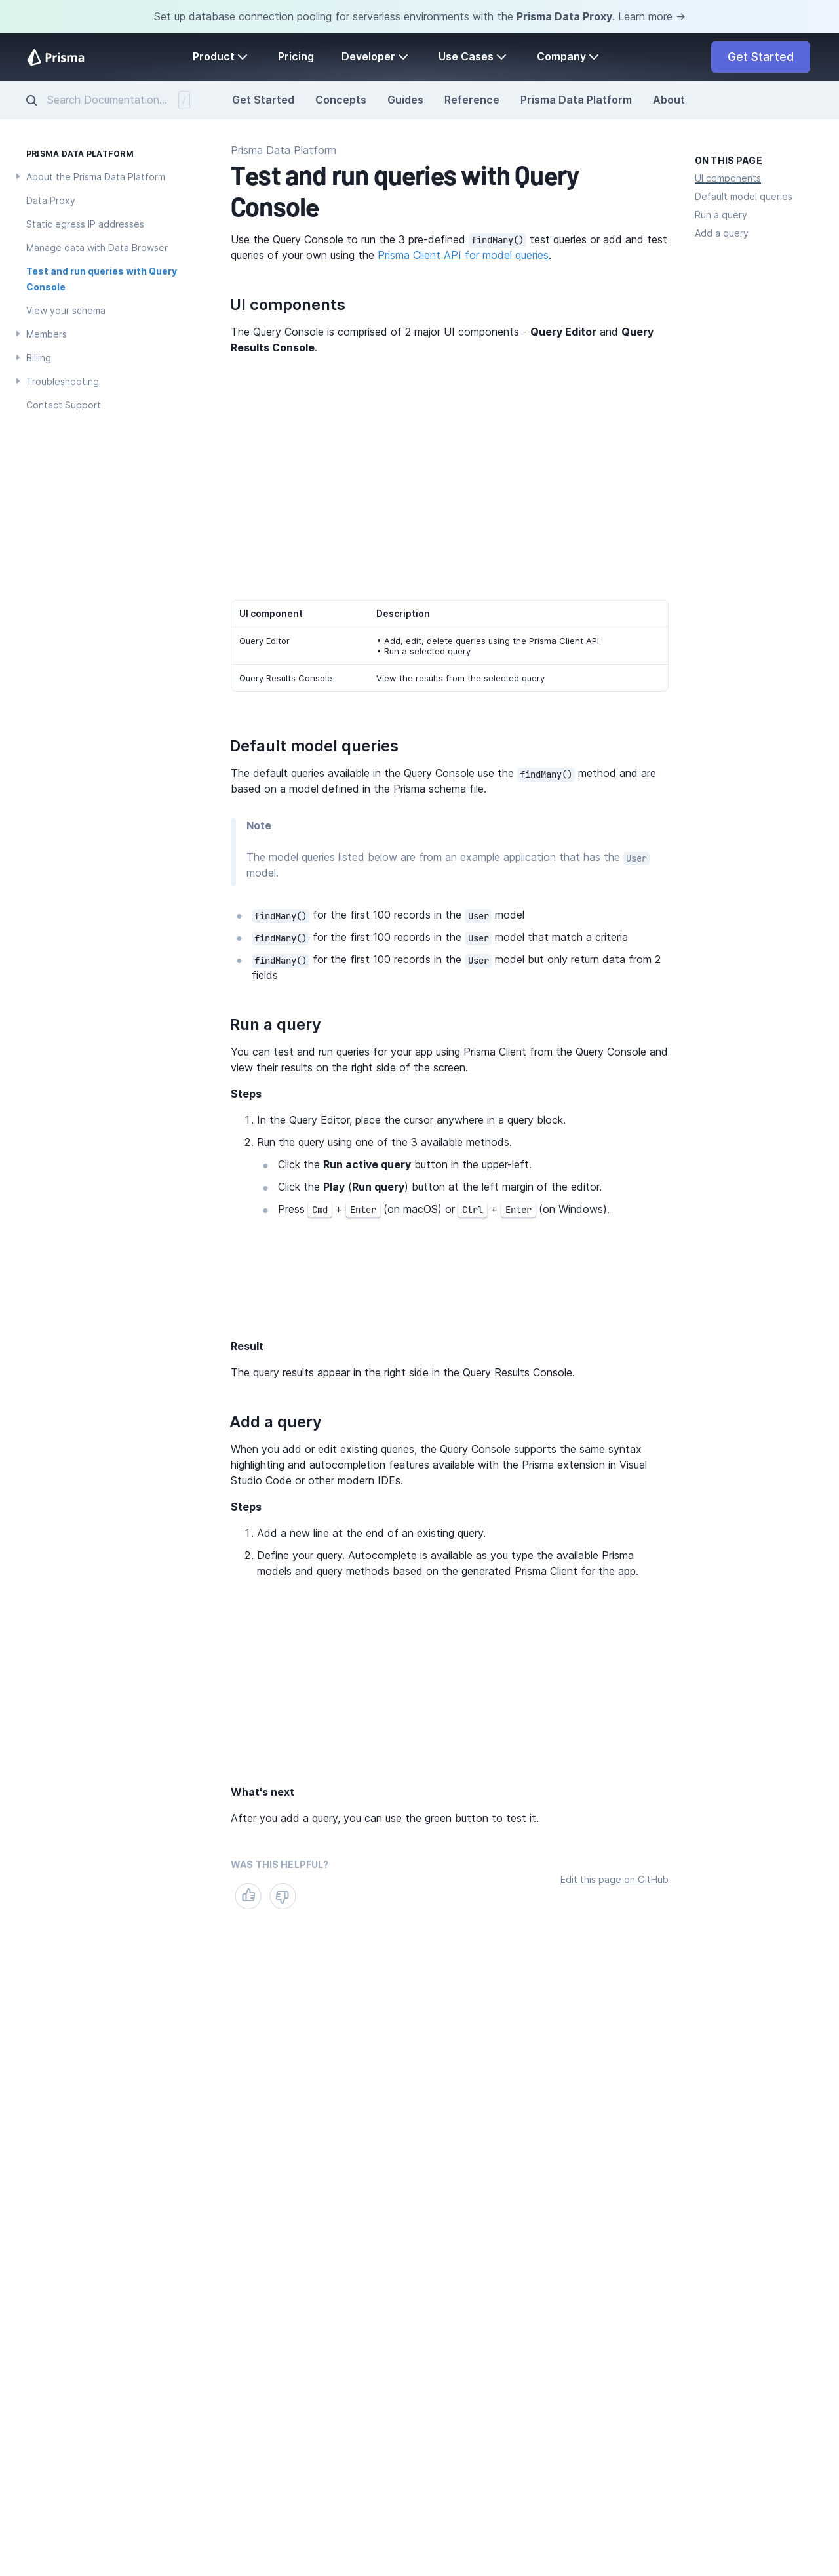 Set up database connection pooling for serverless environments with the Prisma Data Proxy. Learn more →
Prisma
Product
Pricing
Developer
Use Cases
Company
Get Started
Search Documentation...
/
Get Started
Concepts
Guides
Reference
Prisma Data Platform
About
PRISMA DATA PLATFORM
About the Prisma Data Platform
Data Proxy
Static egress IP addresses
Manage data with Data Browser
Test and run queries with Query
Console
View your schema
Members
Billing
Troubleshooting
Contact Support
Prisma Data Platform
Test and run queries with Query
Console
Use the Query Console to run the 3 pre-defined findMany() test queries or add and test
queries of your own using the Prisma Client API for model queries.
UI components
The Query Console is comprised of 2 major UI components - Query Editor and Query
Results Console.
UI component Description
Query Editor • Add, edit, delete queries using the Prisma Client API
• Run a selected query
Query Results Console View the results from the selected query
Default model queries
The default queries available in the Query Console use the findMany() method and are
based on a model defined in the Prisma schema file.
Note
The model queries listed below are from an example application that has the User
model.
findMany() for the first 100 records in the User model
findMany() for the first 100 records in the User model that match a criteria
findMany() for the first 100 records in the User model but only return data from 2
fields
Run a query
You can test and run queries for your app using Prisma Client from the Query Console and
view their results on the right side of the screen.
Steps
1. In the Query Editor, place the cursor anywhere in a query block.
2. Run the query using one of the 3 available methods.
Click the Run active query button in the upper-left.
Click the Play (Run query) button at the left margin of the editor.
Press Cmd + Enter (on macOS) or Ctrl + Enter (on Windows).
Result
The query results appear in the right side in the Query Results Console.
Add a query
When you add or edit existing queries, the Query Console supports the same syntax
highlighting and autocompletion features available with the Prisma extension in Visual
Studio Code or other modern IDEs.
Steps
1. Add a new line at the end of an existing query.
2. Define your query. Autocomplete is available as you type the available Prisma
models and query methods based on the generated Prisma Client for the app.
What's next
After you add a query, you can use the green button to test it.
WAS THIS HELPFUL?
Edit this page on GitHub
ON THIS PAGE
UI components
Default model queries
Run a query
Add a query